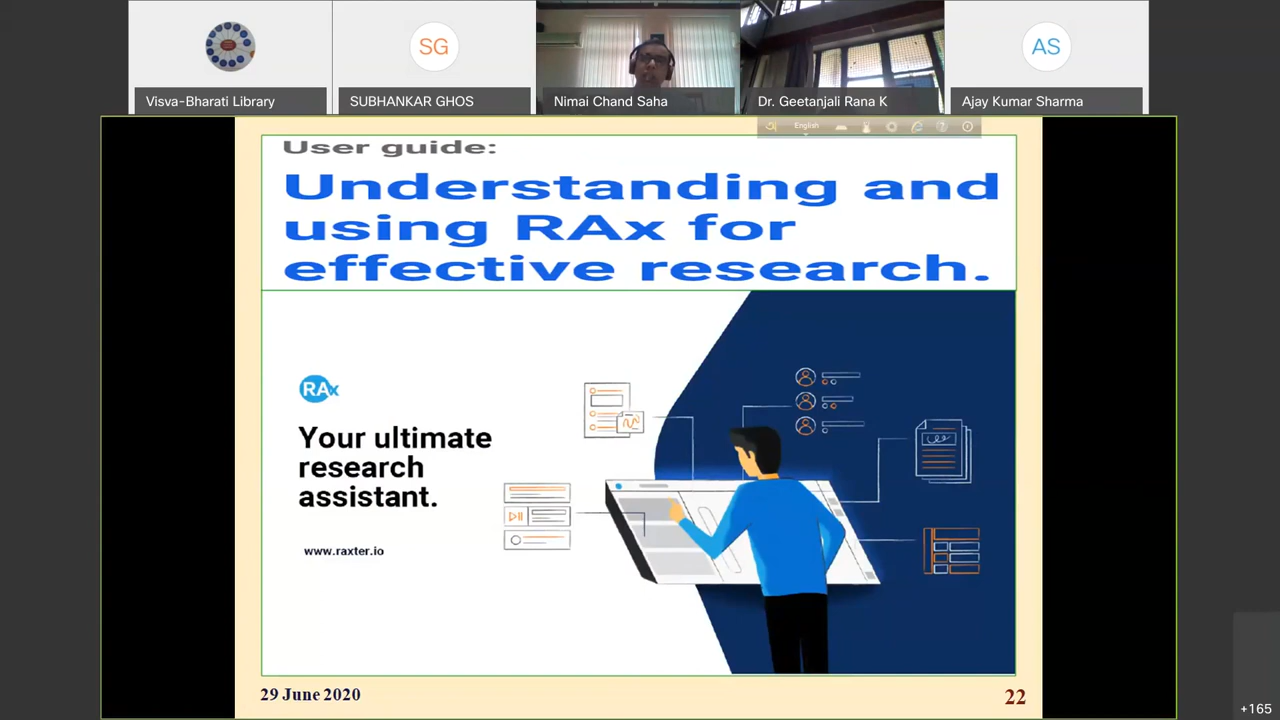 SG
AS
Visva-Bharati Library
SUBHANKAR GHOS
Nimai Chand Saha
Dr. Geetanjali Rana K
Ajay Kumar Sharma
English
User guide:
Understanding and
using RAx for
effective research.
RAx
Your ultimate
research
assistant.
www.raxter.io
29 June 2020
22
+165